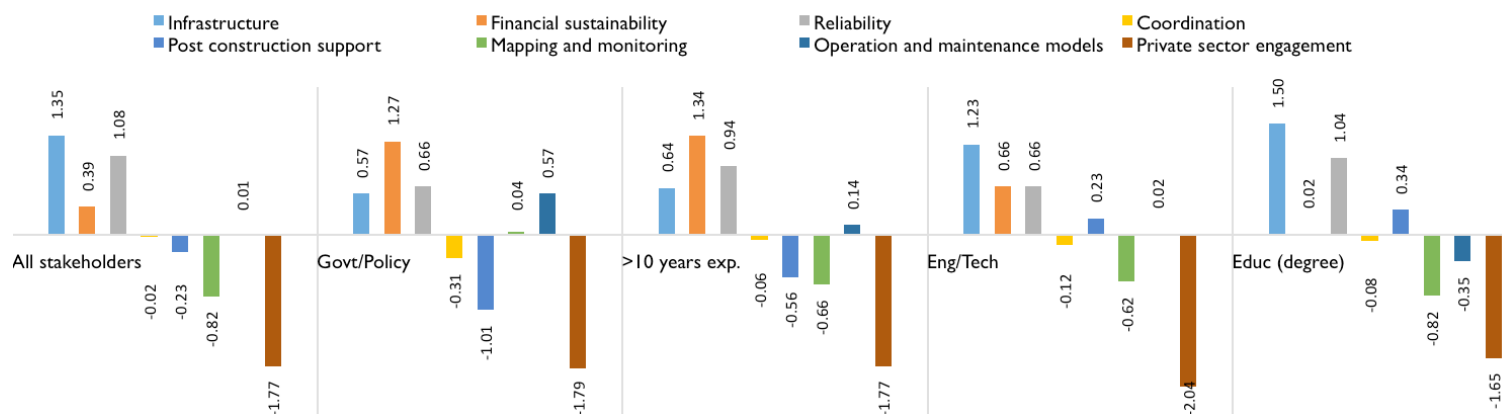 Infrastructure Financial sustainability Reliability Coordination
Post construction support Mapping and monitoring Operation and maintenance models Private sector engagement
1.35 0.39 1.08 -0.02 -0.23 -0.82 0.01 -1.77
0.57 1.27 0.66 -0.31 -1.01 0.04 0.57 -1.79
0.64 1.34 0.94 -0.06 -0.56 -0.66 0.14 -1.77
1.23 0.66 0.66 -0.12 0.23 -0.62 0.02 -2.04
1.50 0.02 1.04 -0.08 0.34 -0.82 -0.35 -1.65
All stakeholders Govt/Policy >10 years exp. Eng/Tech Educ (degree)